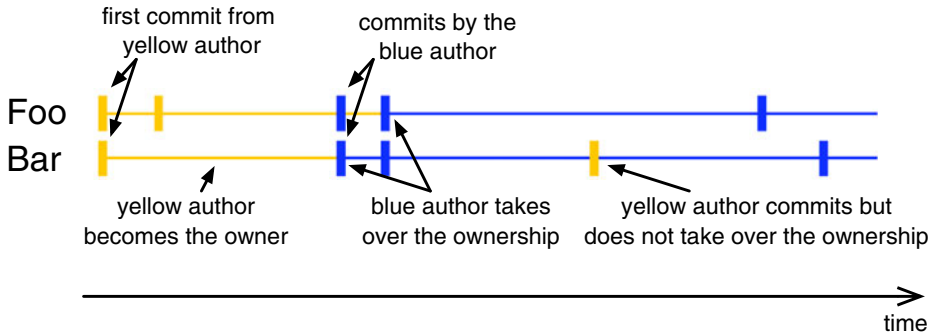 first commit from
yellow author
commits by the
blue author
Foo
Bar
yellow author
becomes the owner
blue author takes
over the ownership
yellow author commits but
does not take over the ownership
time